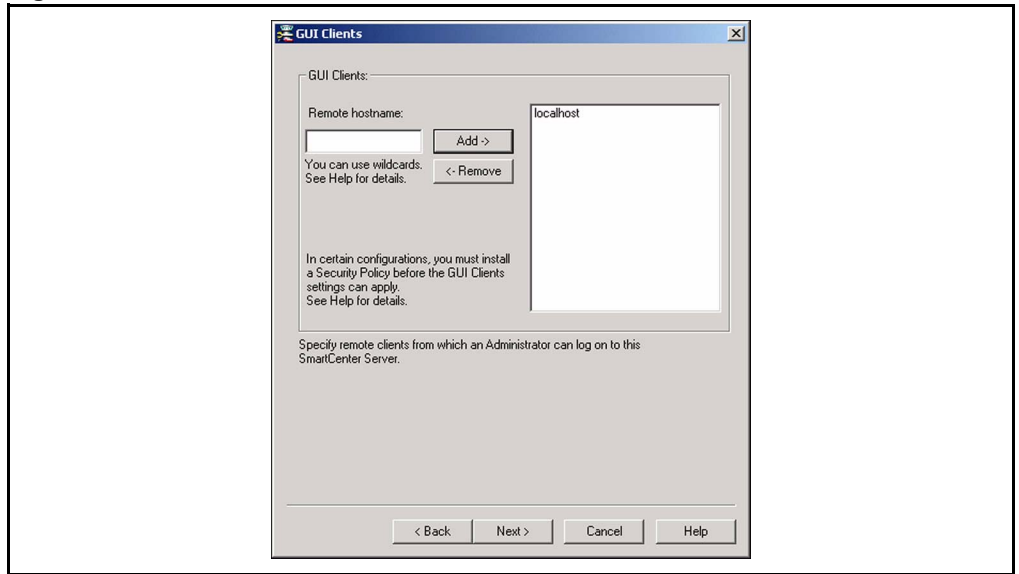 GUI Clients
GUI Clients:
Remote hostname:
Add ->
You can use wildcards.
See Help for details.
<- Remove
localhost
In certain configurations, you must install
a Security Policy before the GUI Clients
settings can apply.
See Help for details.
Specify remote clients from which an Administrator can log on to this
SmartCenter Server.
< Back
Next >
Cancel
Help